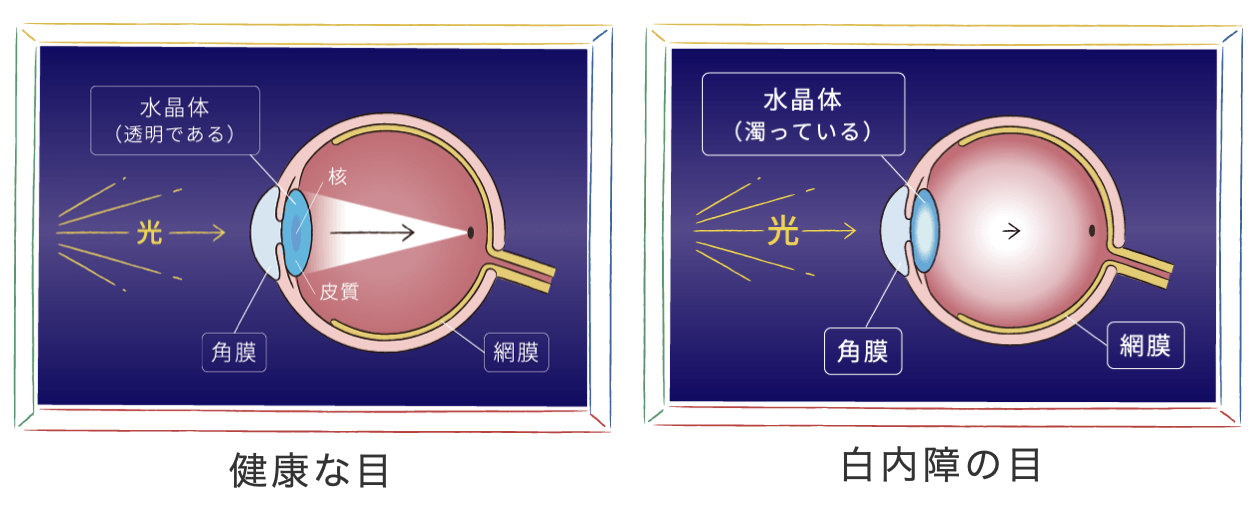 水晶体
（透明である）
核
光
皮質
角膜
網膜
健康な目
水晶体
（濁っている）
光
角膜
網膜
白内障の目